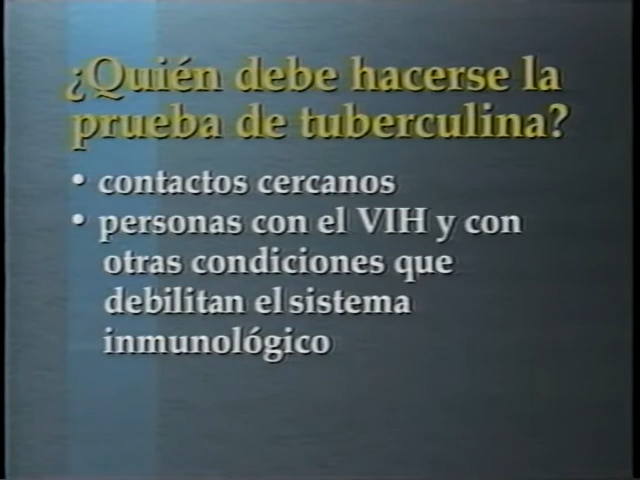 ¿Quién debe hacerse la
prueba de tuberculina?
• contactos cercanos
• personas con el VIH y con
otras condiciones que
debilitan el sistema
inmunológico